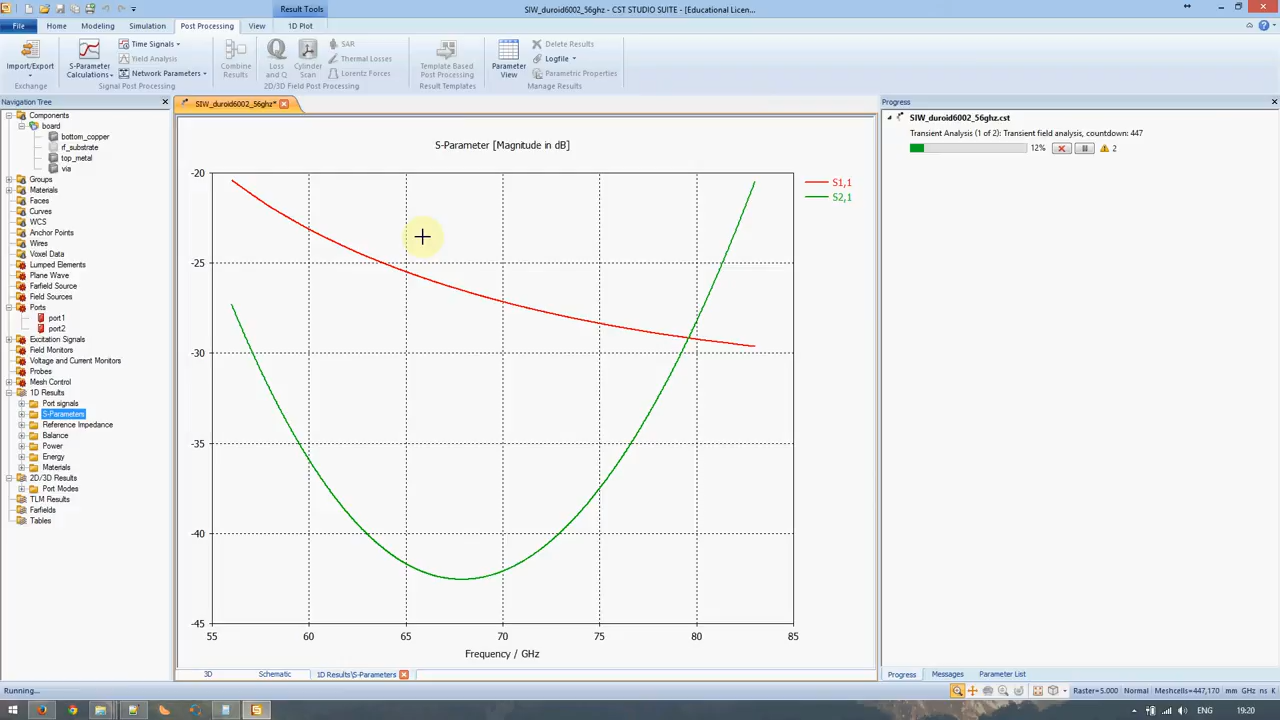 Result Tools
SIW_duroid6002_56ghz - CST STUDIO SUITE - [Educational Licen...
File Home Modeling Simulation Post Processing View 1D Plot
Import/Export
Exchange
S-Parameter Calculations
Time Signals
Yield Analysis
Network Parameters
Signal Post Processing
Combine Results
Loss and Q
Cylinder Scan
SAR
Thermal Losses
Lorentz Forces
2D/3D Field Post Processing
Template Based Post Processing
Result Templates
Parameter View
Delete Results
Logfile
Parametric Properties
Manage Results
Navigation Tree
Components
board
bottom_copper
rf_substrate
top_metal
via
Groups
Materials
Faces
Curves
WCS
Anchor Points
Wires
Voxel Data
Lumped Elements
Plane Wave
Farfield Source
Field Sources
Ports
port1
port2
Excitation Signals
Field Monitors
Voltage and Current Monitors
Probes
Mesh Control
1D Results
Port signals
S-Parameters
Reference Impedance
Balance
Power
Energy
Materials
2D/3D Results
Port Modes
TLM Results
Farfields
Tables
SIW_duroid6002_56ghz*
S-Parameter [Magnitude in dB]
-20
-25
-30
-35
-40
-45
55 60 65 70 75 80 85
Frequency / GHz
S1,1
S2,1
3D Schematic 1D Results\S-Parameters
Progress
SIW_duroid6002_56ghz.cst
Transient Analysis (1 of 2): Transient field analysis, countdown: 447
12% 2
Progress Messages Parameter List
Running...
Raster=5.000 Normal Meshcells=447,170 mm GHz ns K
ENG 19:20